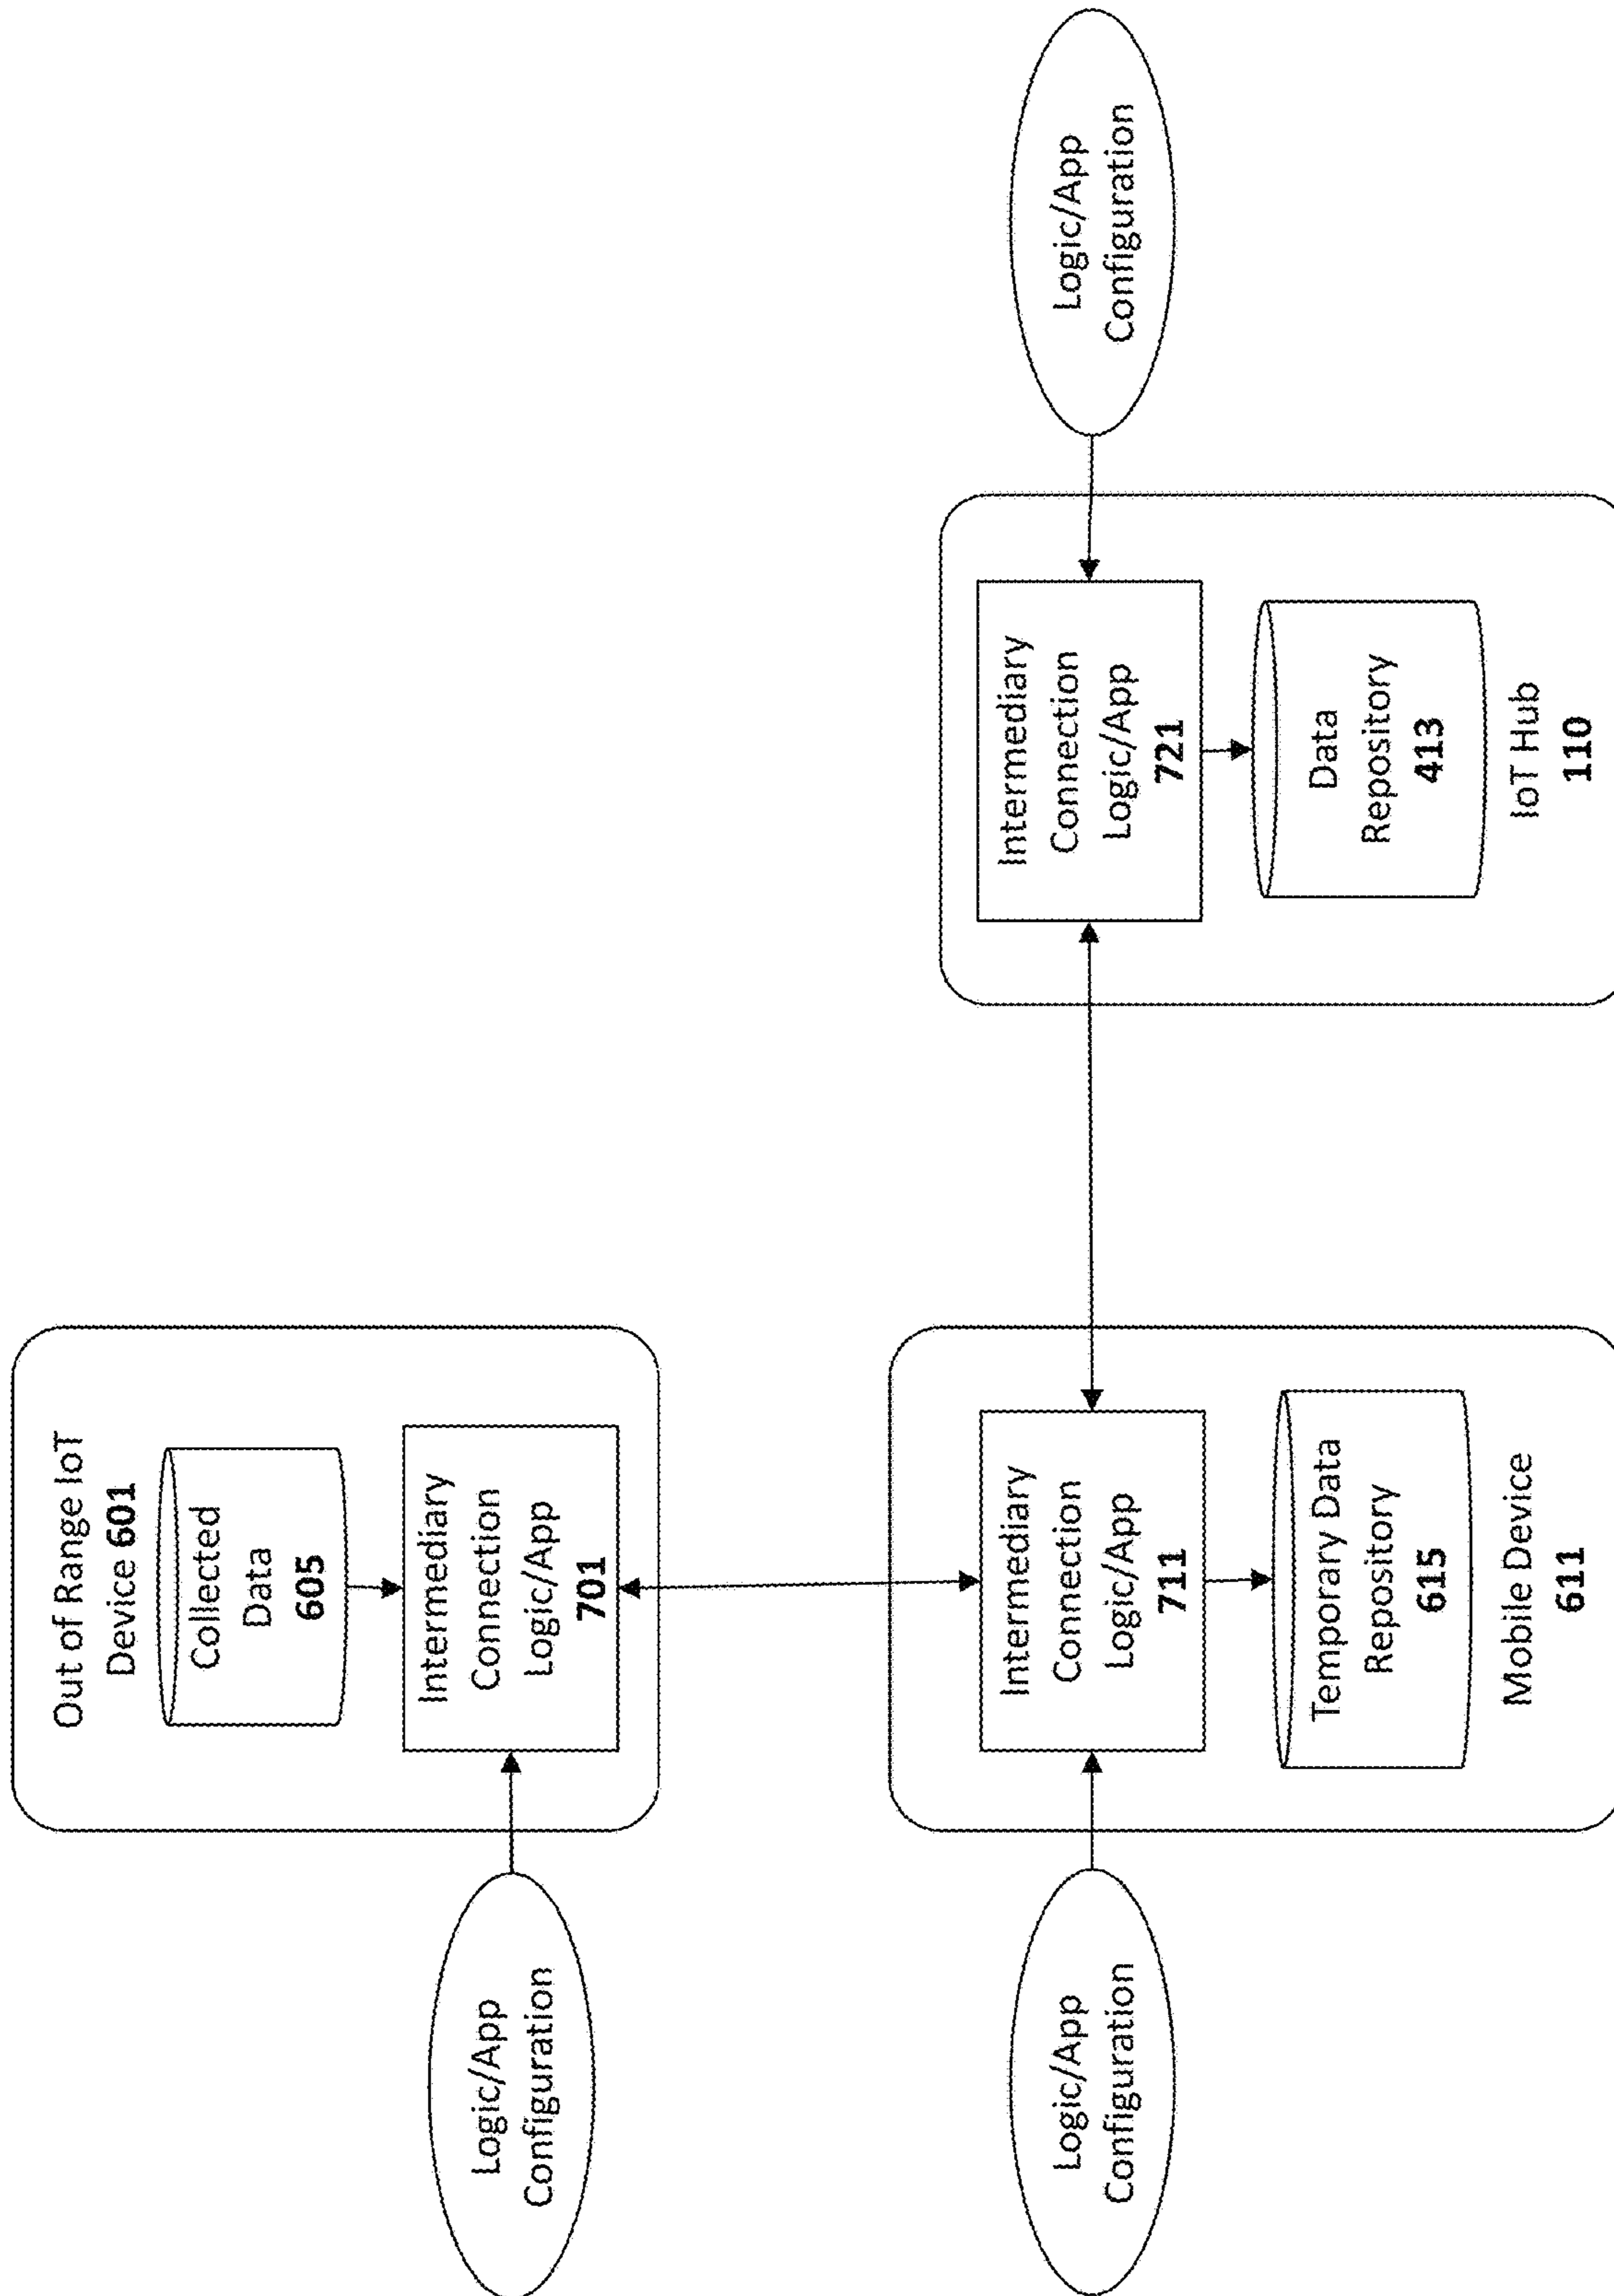 Out of Range IoT
Device 601
Collected
Data
605
Intermediary
Connection
Logic/App
701
Logic/App
Configuration
Intermediary
Connection
Logic/App
711
Temporary Data
Repository
615
Mobile Device
611
Logic/App
Configuration
Intermediary
Connection
Logic/App
721
Data
Repository
413
IoT Hub
110
Logic/App
Configuration